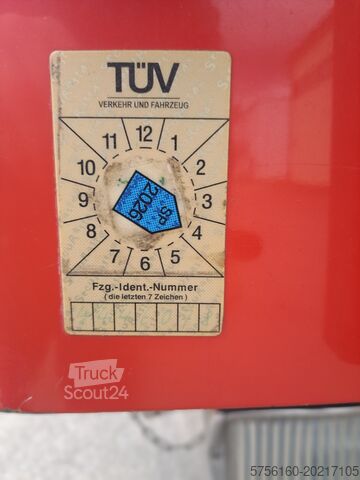 TÜV
VERKEHR UND FAHRZEUG
11 12 1
10 2
9 3
8 4
7 6 5
SP
2026
Fzg.-Ident.-Nummer
(die letzten 7 Zeichen)
Truck
Scout24
5756160-20217105